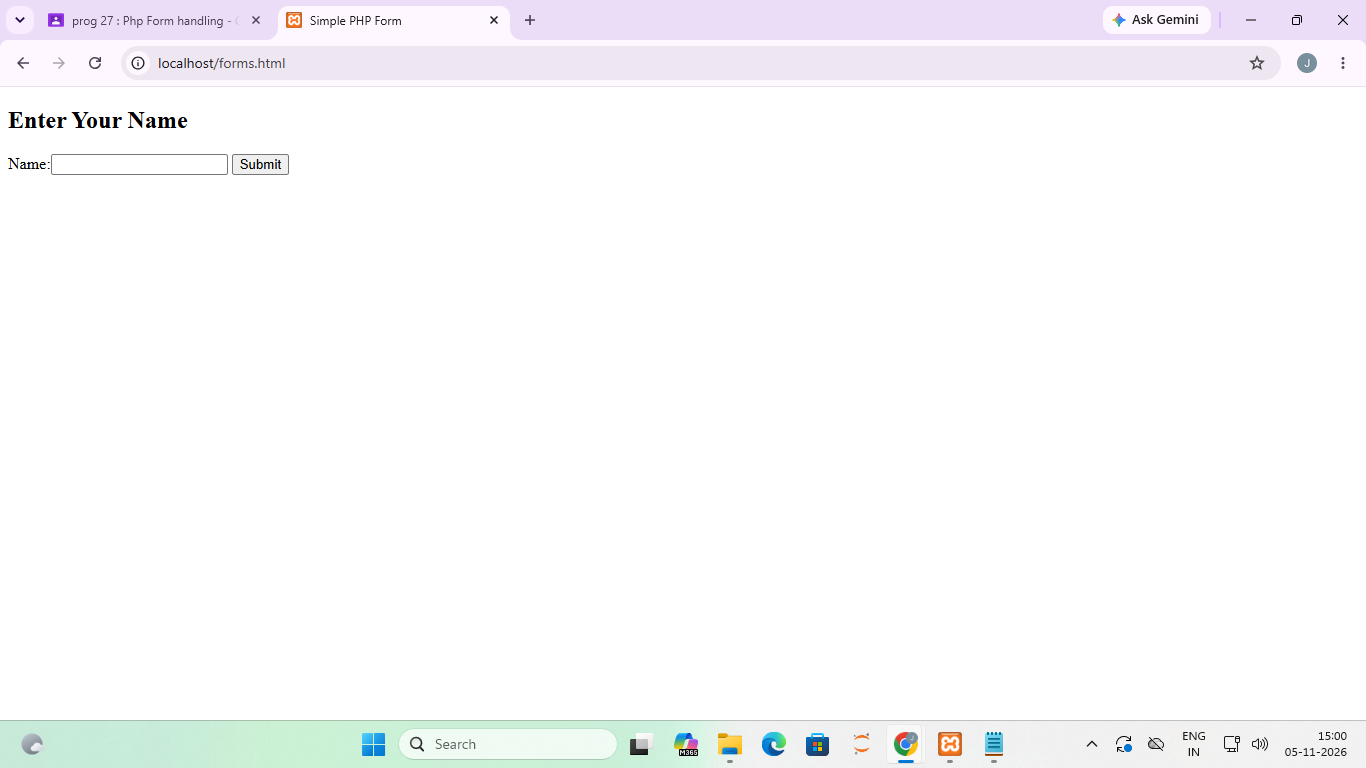 prog 27 : Php Form handling -
Simple PHP Form
Ask Gemini
localhost/forms.html
J
Enter Your Name
Name:
Submit
Search
M365
ENG
IN
15:00
05-11-2026